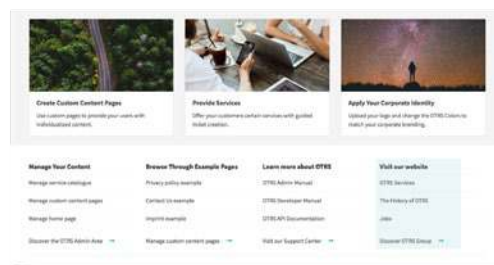 Create Custom Content Pages
Use custom pages to provide your users with
individualized content.
Provide Services
Offer your customers certain services with guided
ticket creation.
Apply Your Corporate Identity
Upload your logo and change the OTRS Colors to
match your corporate branding.
Manage Your Content
Manage service catalogue
Manage custom content pages
Manage home page
Discover the OTRS Admin Area →
Browse Through Example Pages
Privacy policy example
Contact Us example
Imprint example
Manage custom content pages →
Learn more about OTRS
OTRS Admin Manual
OTRS Developer Manual
OTRS API Documentation
Visit our Support Center →
Visit our website
OTRS Services
The History of OTRS
Jobs
Discover OTRS Group →